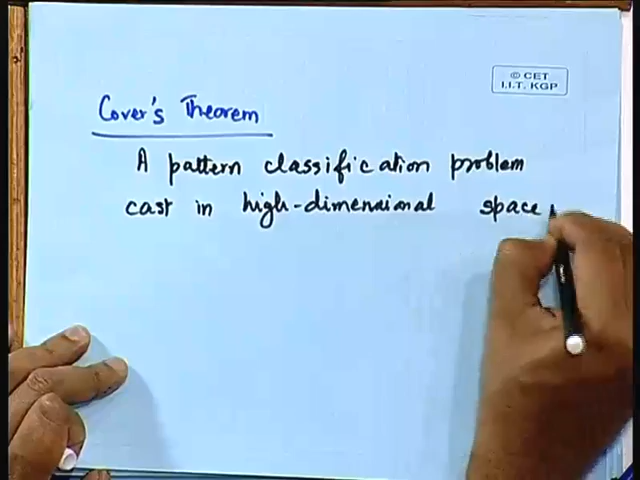 © CET
I.I.T. KGP
Cover's Theorem
A pattern classification problem
cast in high-dimensional space